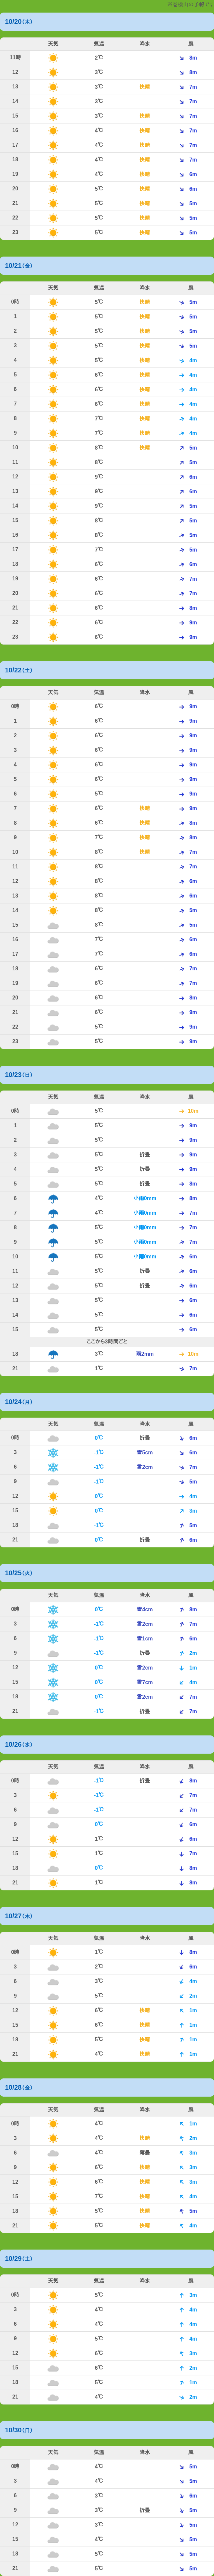 10/20(木)
天気 気温 降水 風
11時 2℃ 8m
12 3℃ 8m
13 3℃ 快晴 7m
14 3℃ 7m
15 3℃ 快晴 7m
16 4℃ 快晴 7m
17 4℃ 快晴 7m
18 4℃ 快晴 7m
19 4℃ 快晴 6m
20 5℃ 快晴 6m
21 5℃ 快晴 5m
22 5℃ 快晴 5m
23 5℃ 快晴 5m
10/21(金)
天気 気温 降水 風
0時 5℃ 快晴 5m
1 5℃ 快晴 5m
2 5℃ 快晴 5m
3 5℃ 快晴 5m
4 5℃ 快晴 4m
5 6℃ 快晴 4m
6 6℃ 快晴 4m
7 6℃ 快晴 4m
8 7℃ 快晴 4m
9 7℃ 快晴 4m
10 8℃ 快晴 5m
11 8℃ 5m
12 9℃ 6m
13 9℃ 6m
14 9℃ 5m
15 8℃ 5m
16 8℃ 5m
17 7℃ 5m
18 6℃ 6m
19 6℃ 7m
20 6℃ 7m
21 6℃ 8m
22 6℃ 9m
23 6℃ 9m
10/22(土)
天気 気温 降水 風
0時 6℃ 9m
1 6℃ 9m
2 6℃ 9m
3 6℃ 9m
4 6℃ 9m
5 6℃ 9m
6 5℃ 9m
7 6℃ 快晴 9m
8 6℃ 快晴 8m
9 7℃ 快晴 8m
10 8℃ 快晴 7m
11 8℃ 7m
12 8℃ 6m
13 8℃ 6m
14 8℃ 5m
15 8℃ 5m
16 7℃ 6m
17 7℃ 6m
18 6℃ 7m
19 6℃ 7m
20 6℃ 8m
21 6℃ 9m
22 5℃ 9m
23 5℃ 9m
10/23(日)
天気 気温 降水 風
0時 5℃ 10m
1 5℃ 9m
2 5℃ 9m
3 5℃ 折畳 9m
4 5℃ 折畳 9m
5 5℃ 折畳 8m
6 4℃ 小雨0mm 8m
7 4℃ 小雨0mm 7m
8 5℃ 小雨0mm 7m
9 5℃ 小雨0mm 7m
10 5℃ 小雨0mm 6m
11 5℃ 折畳 6m
12 5℃ 折畳 6m
13 5℃ 6m
14 5℃ 6m
15 5℃ 6m
ここから3時間ごと
18 3℃ 雨2mm 10m
21 1℃ 7m
10/24(月)
天気 気温 降水 風
0時 0℃ 折畳 6m
3 -1℃ 雪5cm 6m
6 -1℃ 雪2cm 7m
9 -1℃ 5m
12 0℃ 4m
15 0℃ 3m
18 -1℃ 5m
21 0℃ 折畳 6m
10/25(火)
天気 気温 降水 風
0時 0℃ 雪4cm 8m
3 -1℃ 雪2cm 7m
6 -1℃ 雪1cm 6m
9 -1℃ 折畳 2m
12 0℃ 雪2cm 1m
15 0℃ 雪7cm 4m
18 0℃ 雪2cm 7m
21 -1℃ 折畳 7m
10/26(水)
天気 気温 降水 風
0時 -1℃ 折畳 8m
3 -1℃ 7m
6 -1℃ 7m
9 0℃ 6m
12 1℃ 6m
15 1℃ 7m
18 0℃ 8m
21 1℃ 8m
10/27(木)
天気 気温 降水 風
0時 1℃ 8m
3 2℃ 6m
6 3℃ 4m
9 5℃ 2m
12 6℃ 快晴 1m
15 6℃ 快晴 1m
18 5℃ 快晴 1m
21 4℃ 快晴 1m
10/28(金)
天気 気温 降水 風
0時 4℃ 1m
3 4℃ 快晴 2m
6 4℃ 薄曇 3m
9 6℃ 快晴 3m
12 6℃ 快晴 3m
15 7℃ 快晴 4m
18 5℃ 快晴 5m
21 5℃ 快晴 4m
10/29(土)
天気 気温 降水 風
0時 5℃ 3m
3 4℃ 4m
6 4℃ 4m
9 5℃ 4m
12 6℃ 3m
15 6℃ 2m
18 5℃ 1m
21 4℃ 2m
10/30(日)
天気 気温 降水 風
0時 4℃ 5m
3 4℃ 5m
6 3℃ 6m
9 3℃ 折畳 5m
12 3℃ 5m
15 4℃ 5m
18 5℃ 5m
21 5℃ 5m